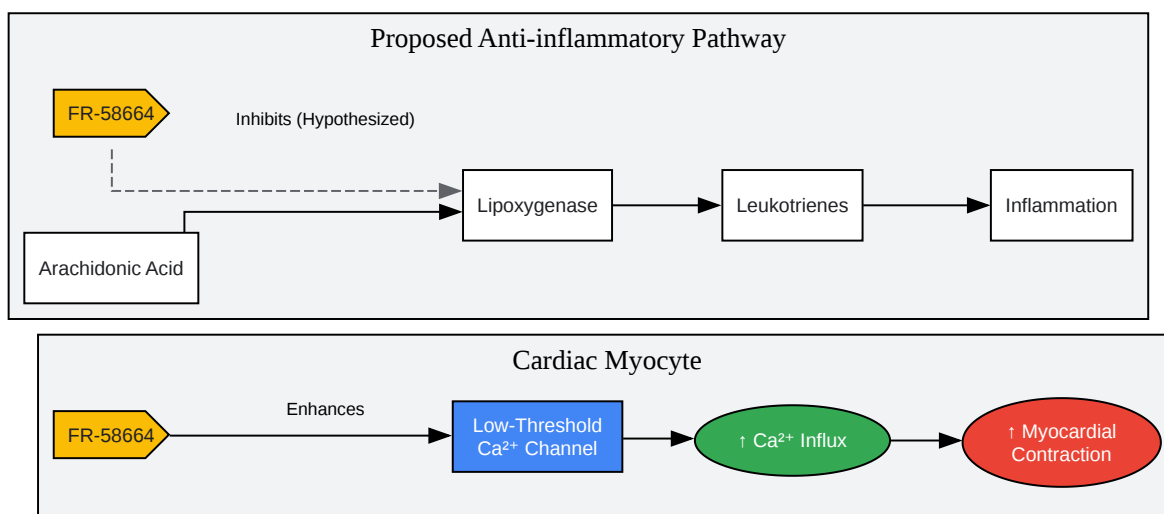 Proposed Anti-inflammatory Pathway
FR-58664
Inhibits (Hypothesized)
Lipoxygenase
Leukotrienes
Inflammation
Arachidonic Acid
Cardiac Myocyte
FR-58664
Enhances
Low-Threshold
Ca²⁺ Channel
↑ Ca²⁺ Influx
↑ Myocardial
Contraction